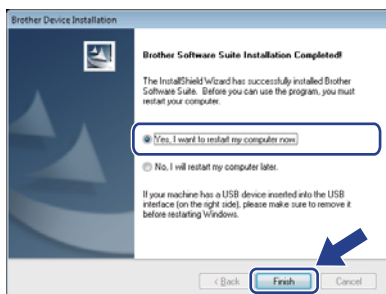 Brother Device Installation
Brother Software Suite Installation Completed!
The InstallShield Wizard has successfully installed Brother
Software Suite. Before you can use the program, you must
restart your computer.
Yes, I want to restart my computer now.
No, I will restart my computer later.
If your machine has a USB device inserted into the USB
interface (on the right side), please make sure to remove it
before restarting Windows.
< Back
Finish
Cancel